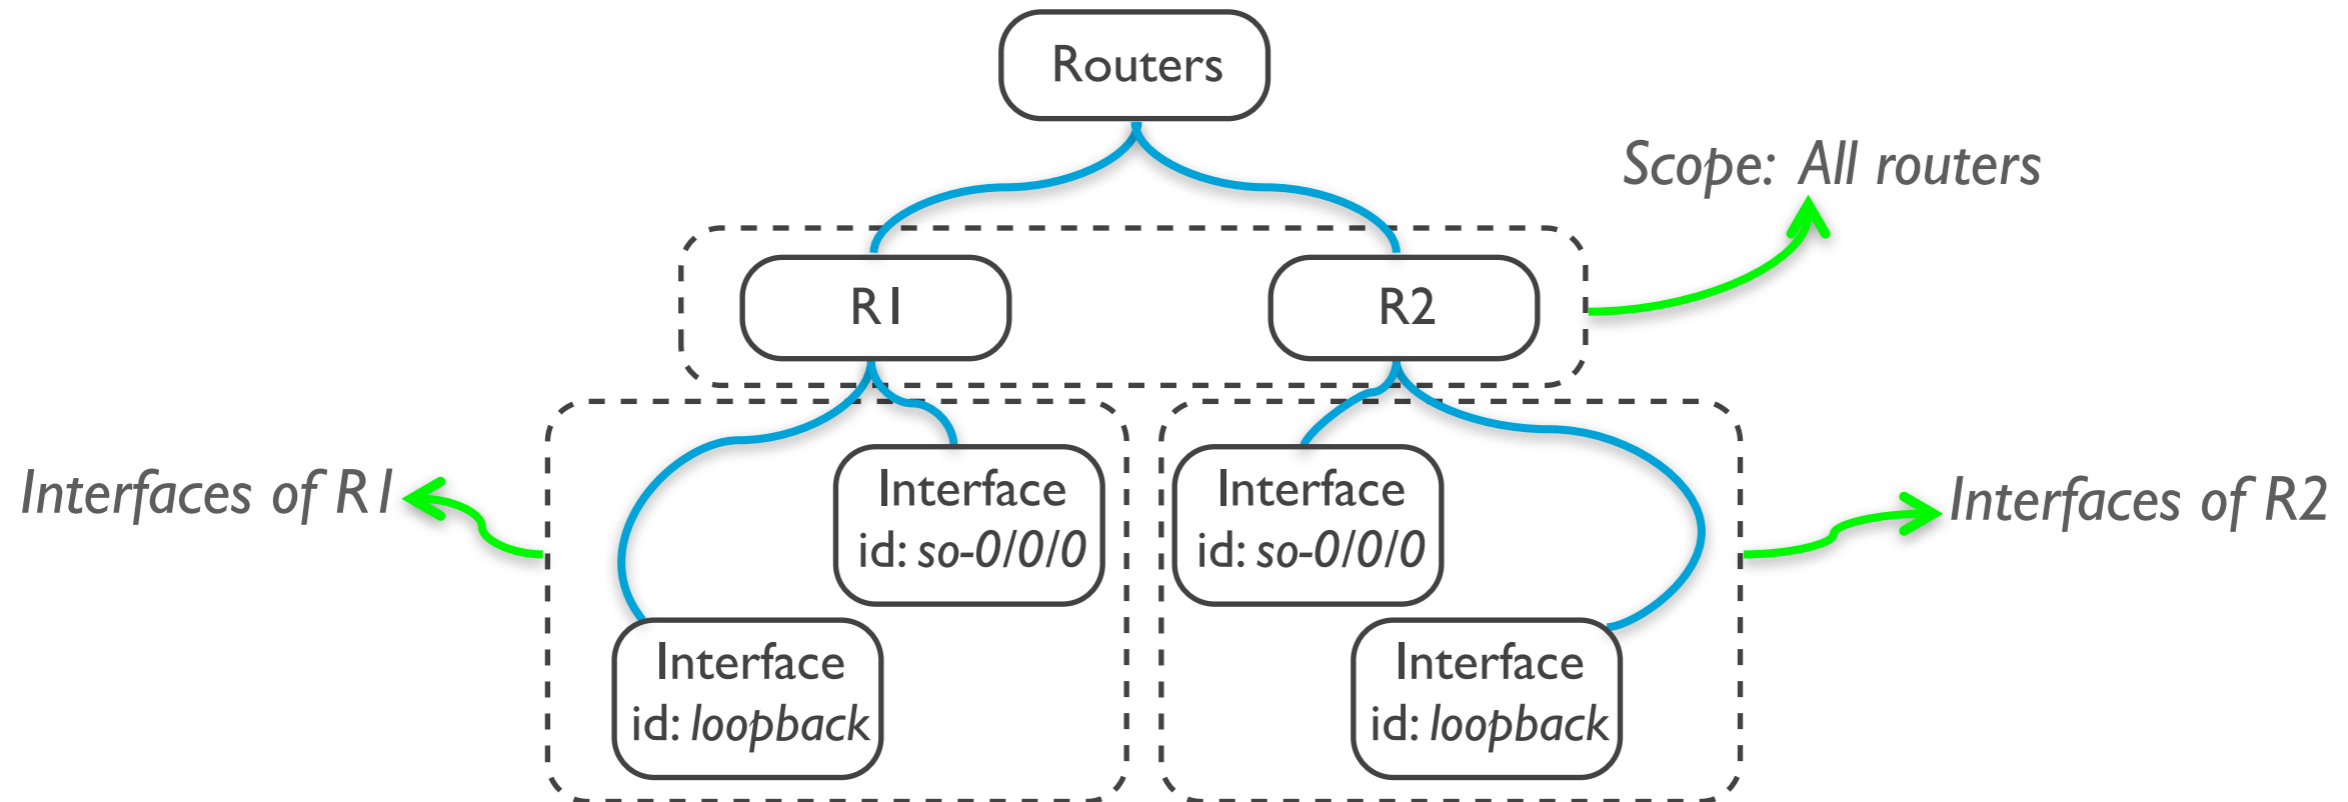 Routers
Scope: All routers
R1
R2
Interfaces of R1
Interface
id: so-0/0/0
Interface
id: so-0/0/0
Interfaces of R2
Interface
id: loopback
Interface
id: loopback